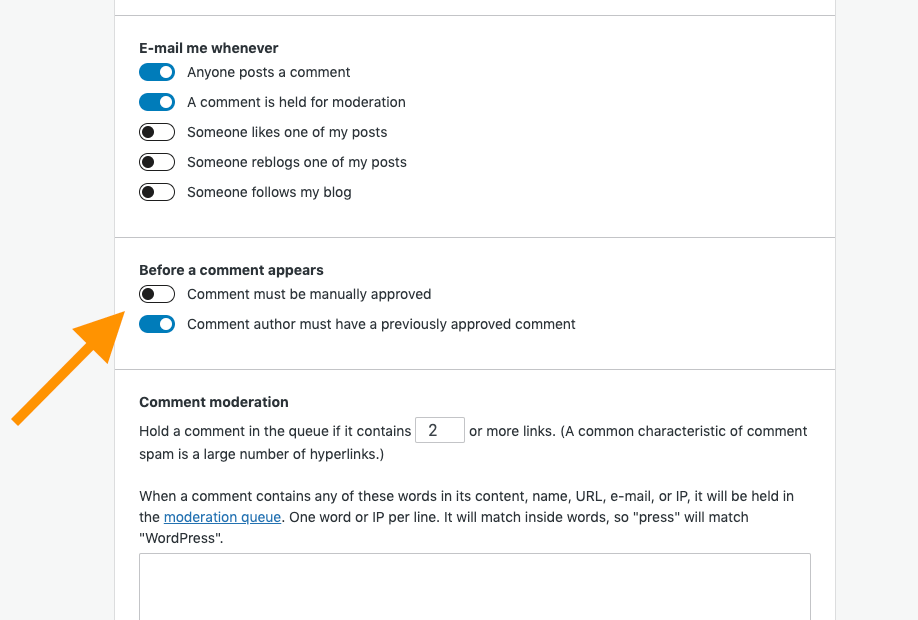 E-mail me whenever
Anyone posts a comment
A comment is held for moderation
Someone likes one of my posts
Someone reblogs one of my posts
Someone follows my blog
Before a comment appears
Comment must be manually approved
Comment author must have a previously approved comment
Comment moderation
Hold a comment in the queue if it contains 2 or more links. (A common characteristic of comment
spam is a large number of hyperlinks.)
When a comment contains any of these words in its content, name, URL, e-mail, or IP, it will be held in
the moderation queue. One word or IP per line. It will match inside words, so "press" will match
"WordPress".